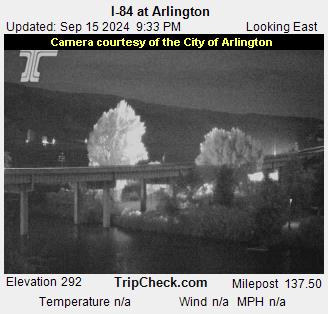 I-84 at Arlington
Updated: Sep 15 2024 9:33 PM Looking East
Camera courtesy of the City of Arlington
Elevation 292 TripCheck.com Milepost 137.50
Temperature n/a Wind n/a MPH n/a